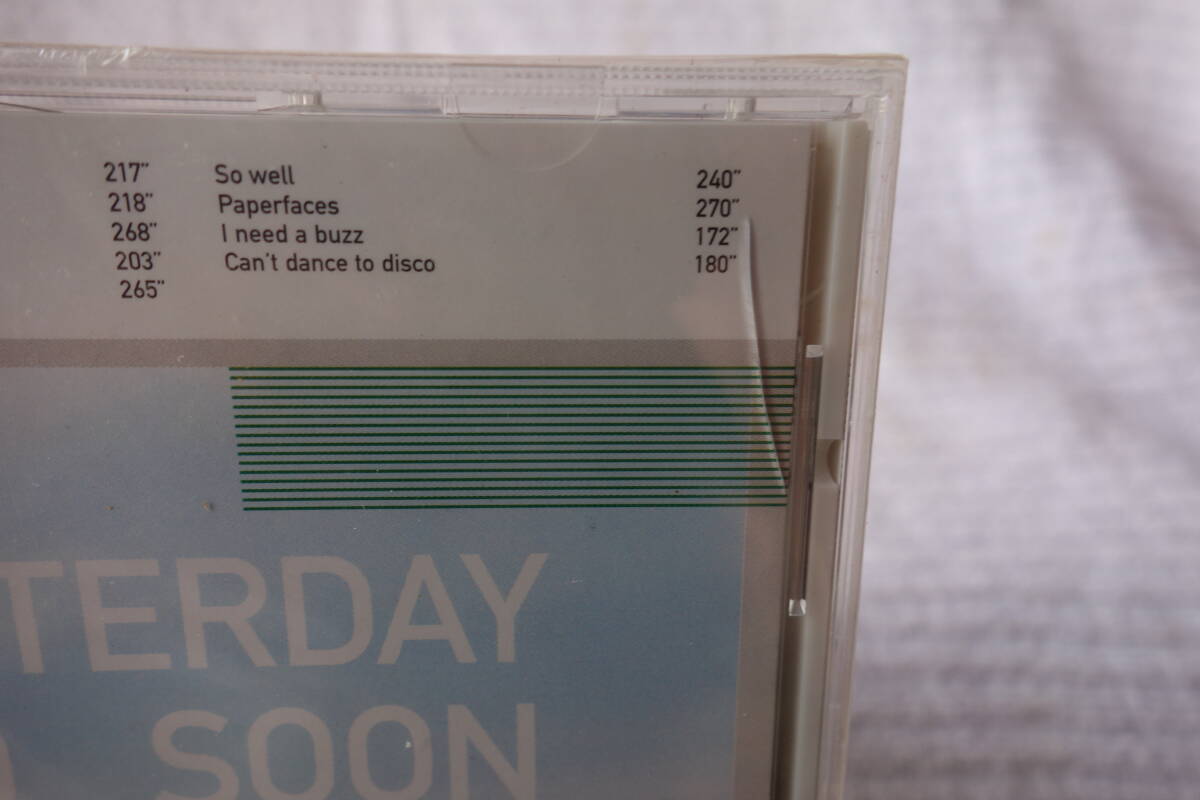 217" So well 240"
218" Paperfaces 270"
268" I need a buzz 172"
203" Can't dance to disco 180"
265"
TERDAY
SOON